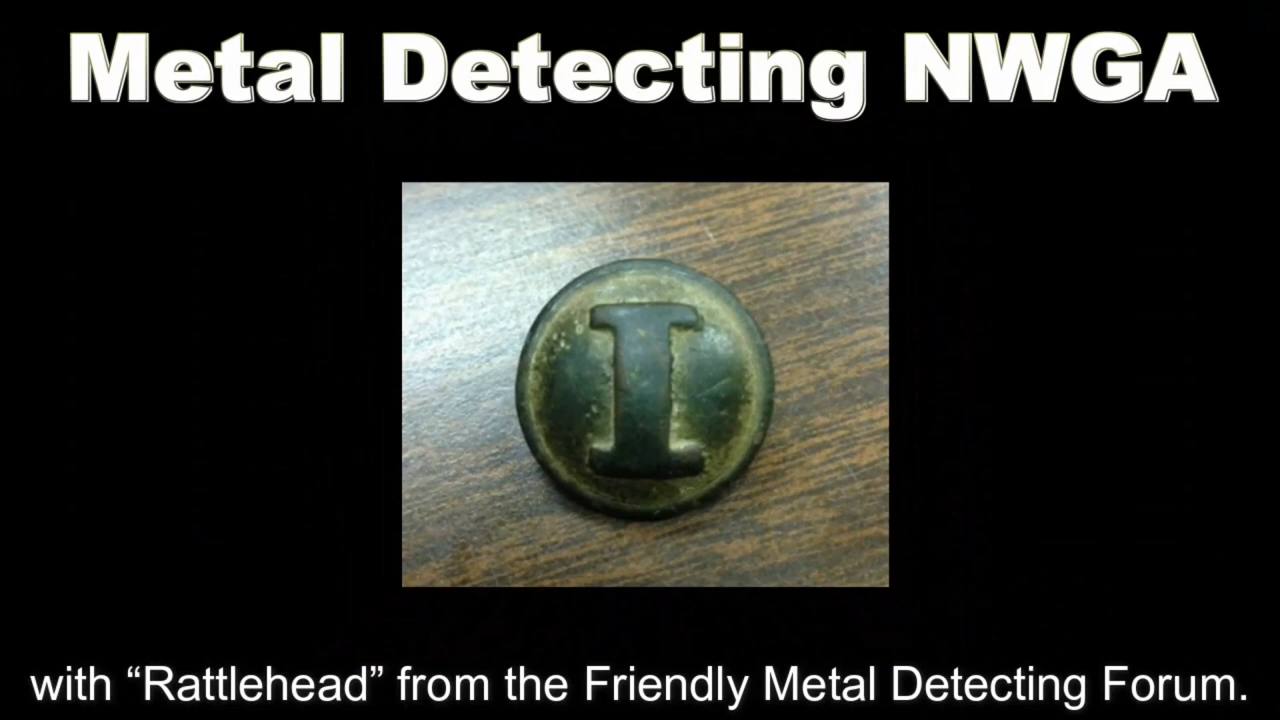 Metal Detecting NWGA
I
with “Rattlehead” from the Friendly Metal Detecting Forum.